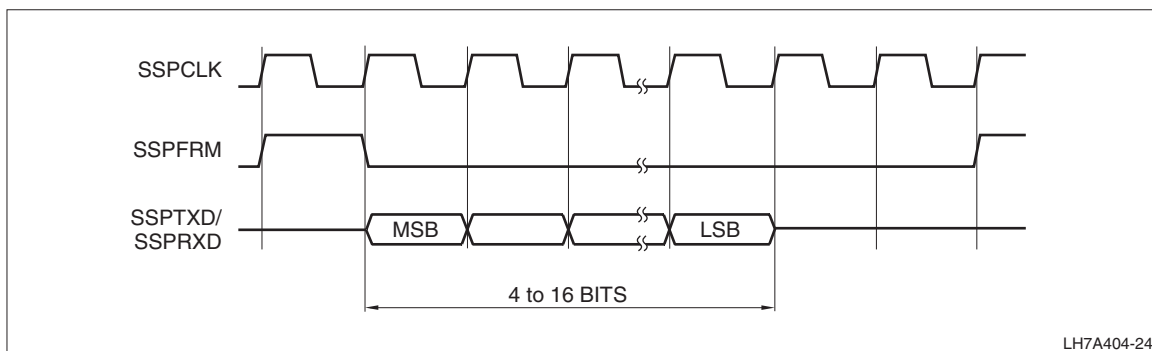 SSPCLK
SSPFRM
SSPTXD/
SSPRXD
MSB
LSB
4 to 16 BITS
LH7A404-24